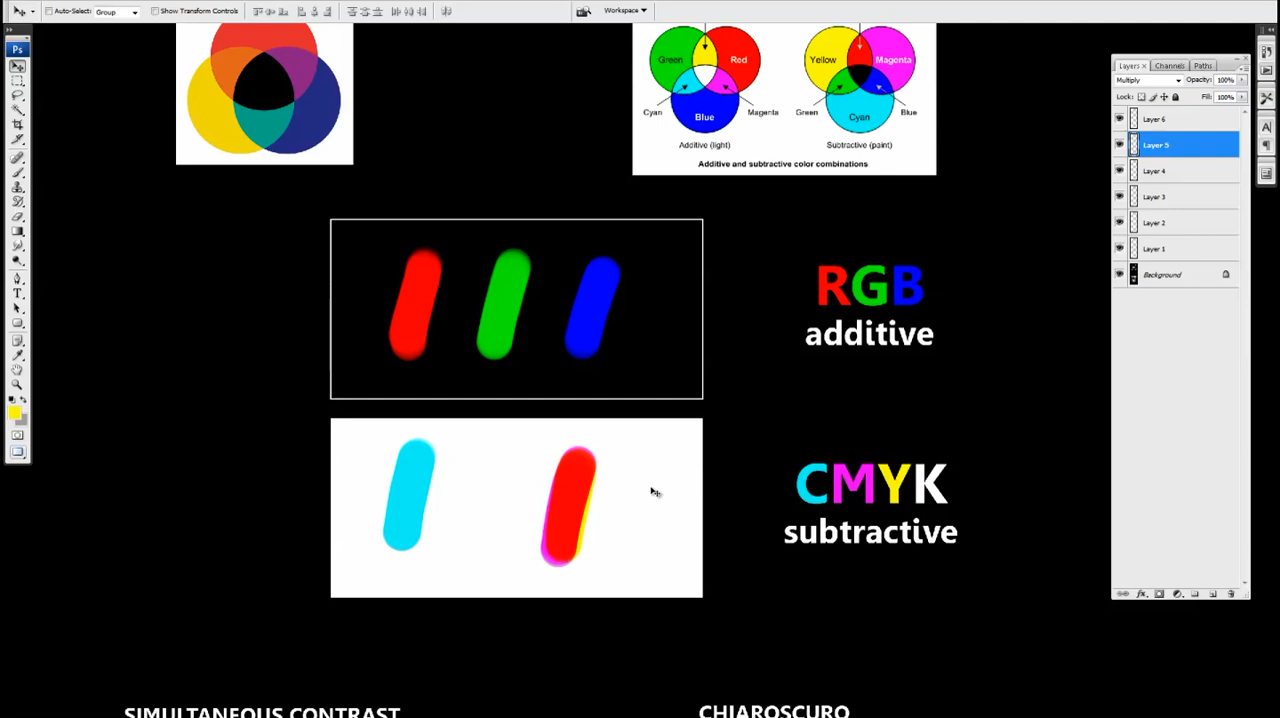 Auto-Select:
Group
Show Transform Controls
Workspace
Ps
Green
Red
Blue
Cyan
Magenta
Additive (light)
Yellow
Magenta
Cyan
Green
Blue
Subtractive (paint)
Additive and subtractive color combinations
RGB
additive
CMYK
subtractive
SIMULTANEOUS CONTRAST
CHIAROSCURO
Layers x
Channels
Paths
Multiply
Opacity: 100%
Lock:
Fill: 100%
Layer 6
Layer 5
Layer 4
Layer 3
Layer 2
Layer 1
Background